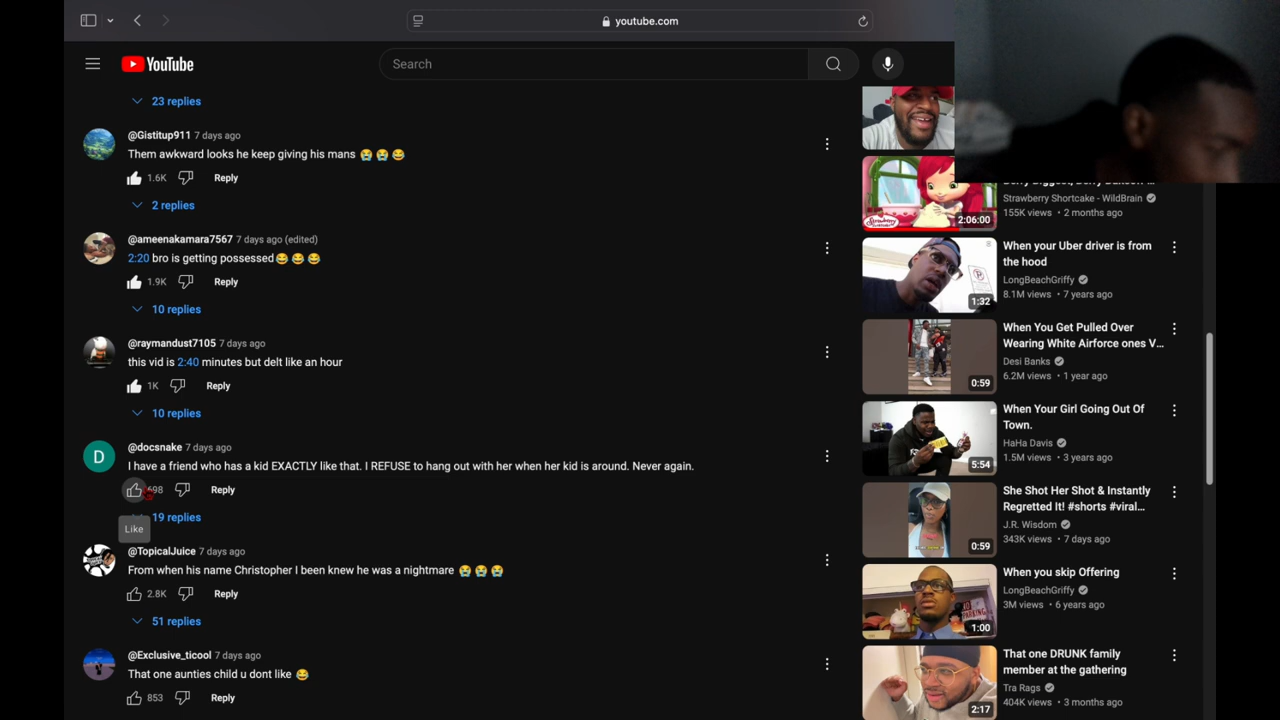 youtube.com
YouTube
Search
23 replies
@Gistitup911 7 days ago
Them awkward looks he keep giving his mans 😭 😭 😂
1.6K Reply
2 replies
@ameenakamara7567 7 days ago (edited)
2:20 bro is getting possessed😂 😂 😂
1.9K Reply
10 replies
@raymandust7105 7 days ago
this vid is 2:40 minutes but delt like an hour
1K Reply
10 replies
@docsnake 7 days ago
D
I have a friend who has a kid EXACTLY like that. I REFUSE to hang out with her when her kid is around. Never again.
698 Reply
19 replies
Like
@TopicalJuice 7 days ago
From when his name Christopher I been knew he was a nightmare 😭 😭 😭
2.8K Reply
51 replies
@Exclusive_ticool 7 days ago
That one aunties child u dont like 😂
853 Reply
Strawberry Shortcake - WildBrain
155K views • 2 months ago
Strawberry Shortcake
2:06:00
When your Uber driver is from
the hood
LongBeachGriffy
8.1M views • 7 years ago
1:32
When You Get Pulled Over
Wearing White Airforce ones V...
Desi Banks
6.2M views • 1 year ago
0:59
When Your Girl Going Out Of
Town.
HaHa Davis
1.5M views • 3 years ago
5:54
She Shot Her Shot & Instantly
Regretted It! #shorts #viral...
J.R. Wisdom
343K views • 7 days ago
0:59
When you skip Offering
LongBeachGriffy
3M views • 6 years ago
1:00
That one DRUNK family
member at the gathering
Tra Rags
404K views • 3 months ago
2:17